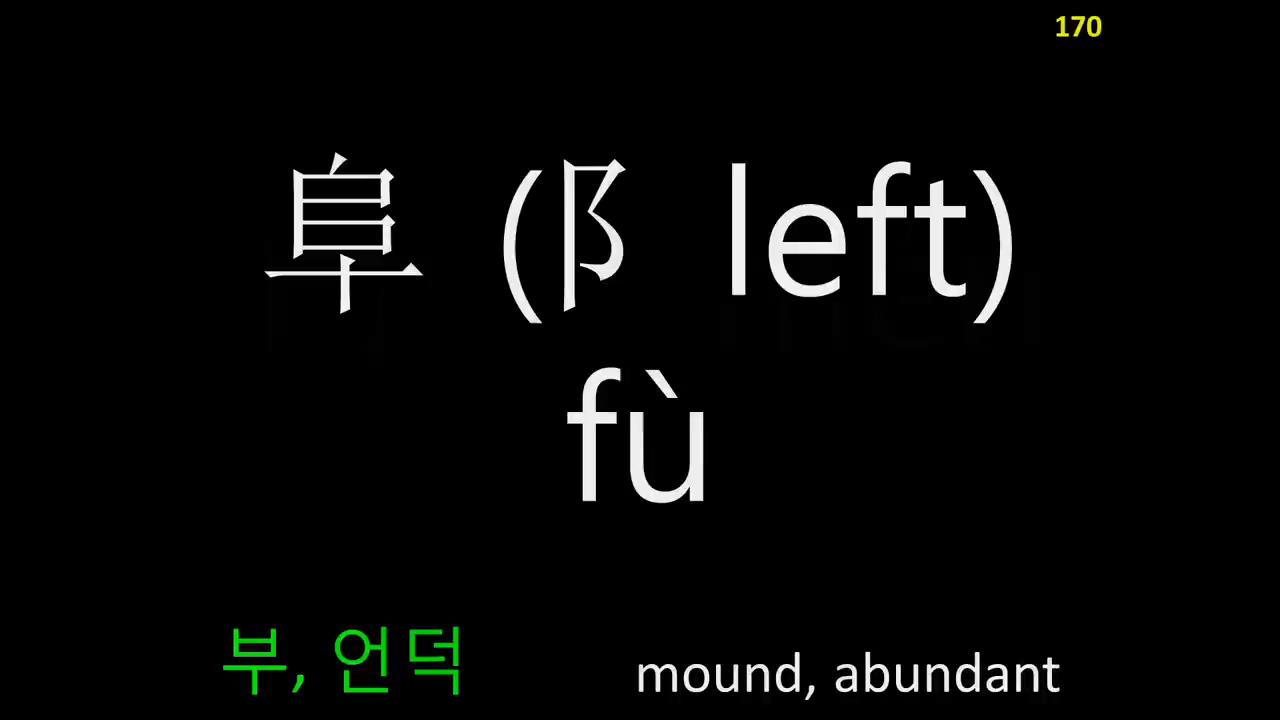 170
阜 (阝 left)
fù
부, 언덕
mound, abundant